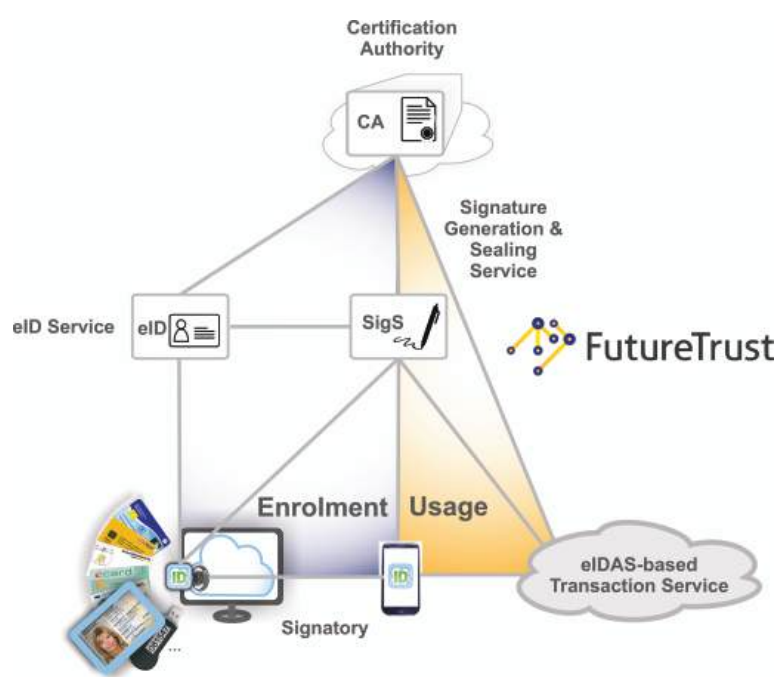 Certification
Authority
CA
Signature
Generation &
Sealing
Service
eID Service
eID
SigS
FutureTrust
Enrolment
Usage
ecard
ID
ID
eIDAS-based
Transaction Service
Signatory
...